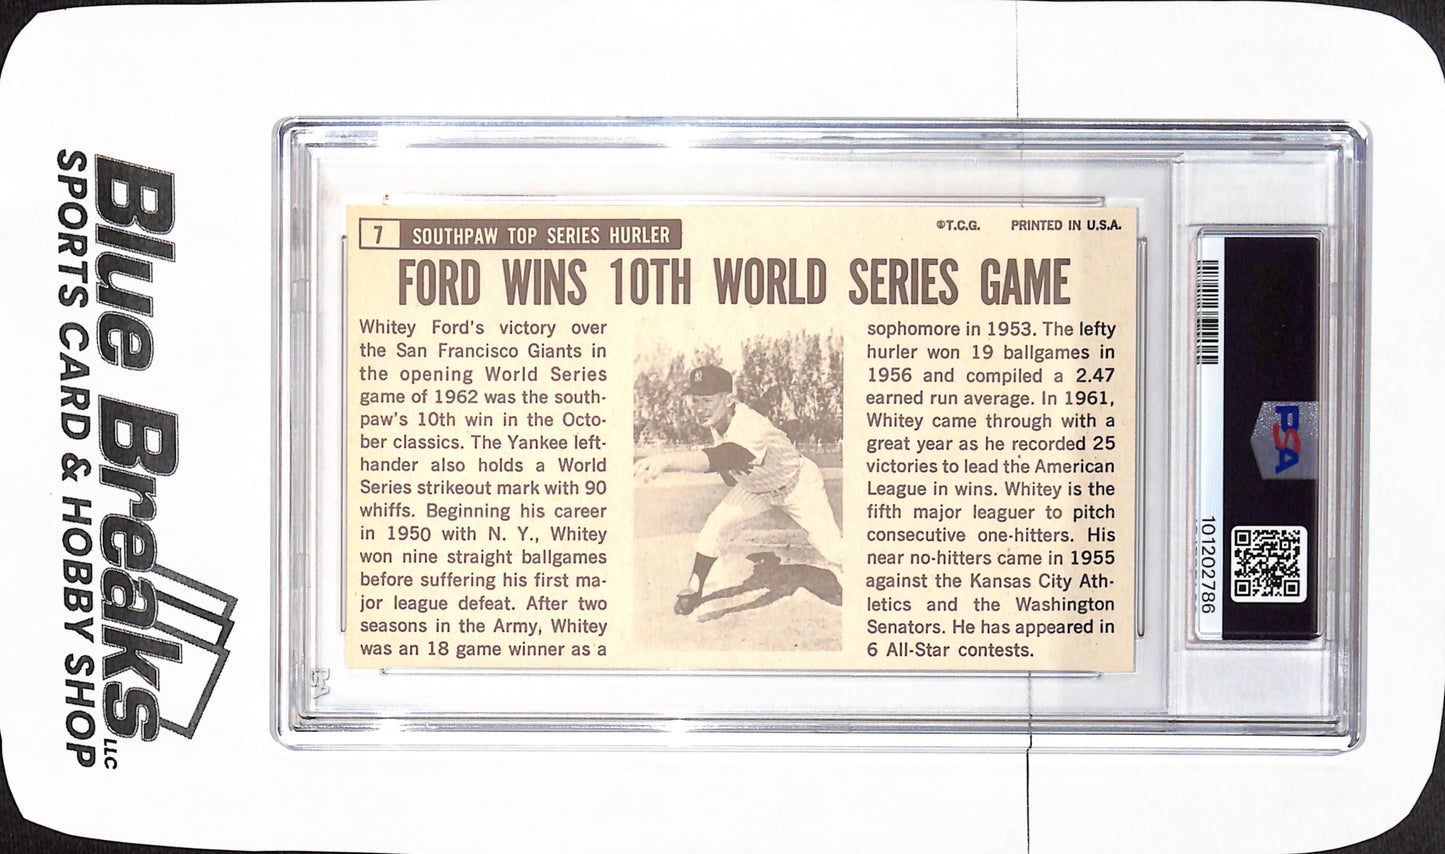 Blue Breaks LLC
SPORTS CARD & HOBBY SHOP
7 SOUTHPAW TOP SERIES HURLER
©T.C.G. PRINTED IN U.S.A.
FORD WINS 10TH WORLD SERIES GAME
Whitey Ford's victory over
the San Francisco Giants in
the opening World Series
game of 1962 was the south-
paw's 10th win in the Octo-
ber classics. The Yankee left-
hander also holds a World
Series strikeout mark with 90
whiffs. Beginning his career
in 1950 with N. Y., Whitey
won nine straight ballgames
before suffering his first ma-
jor league defeat. After two
seasons in the Army, Whitey
was an 18 game winner as a
sophomore in 1953. The lefty
hurler won 19 ballgames in
1956 and compiled a 2.47
earned run average. In 1961,
Whitey came through with a
great year as he recorded 25
victories to lead the American
League in wins. Whitey is the
fifth major leaguer to pitch
consecutive one-hitters. His
near no-hitters came in 1955
against the Kansas City Ath-
letics and the Washington
Senators. He has appeared in
6 All-Star contests.
NY
PSA
101202786
PSA